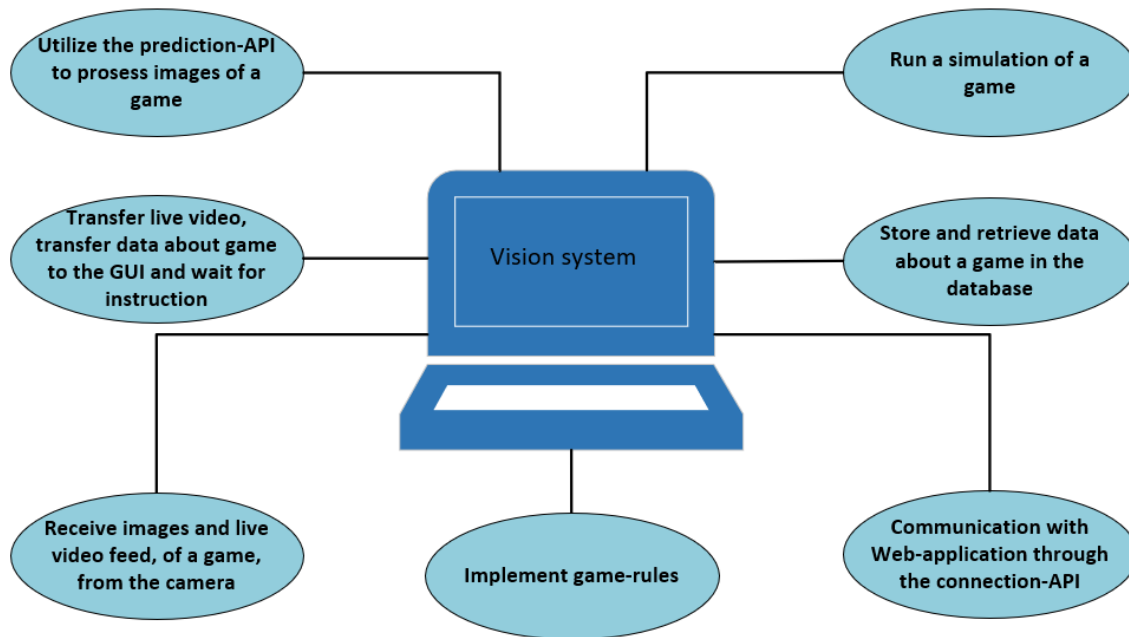 Utilize the prediction-API
to prosess images of a
game
Run a simulation of a
game
Transfer live video,
transfer data about game
to the GUI and wait for
instruction
Vision system
Store and retrieve data
about a game in the
database
Receive images and live
video feed, of a game,
from the camera
Implement game-rules
Communication with
Web-application through
the connection-API